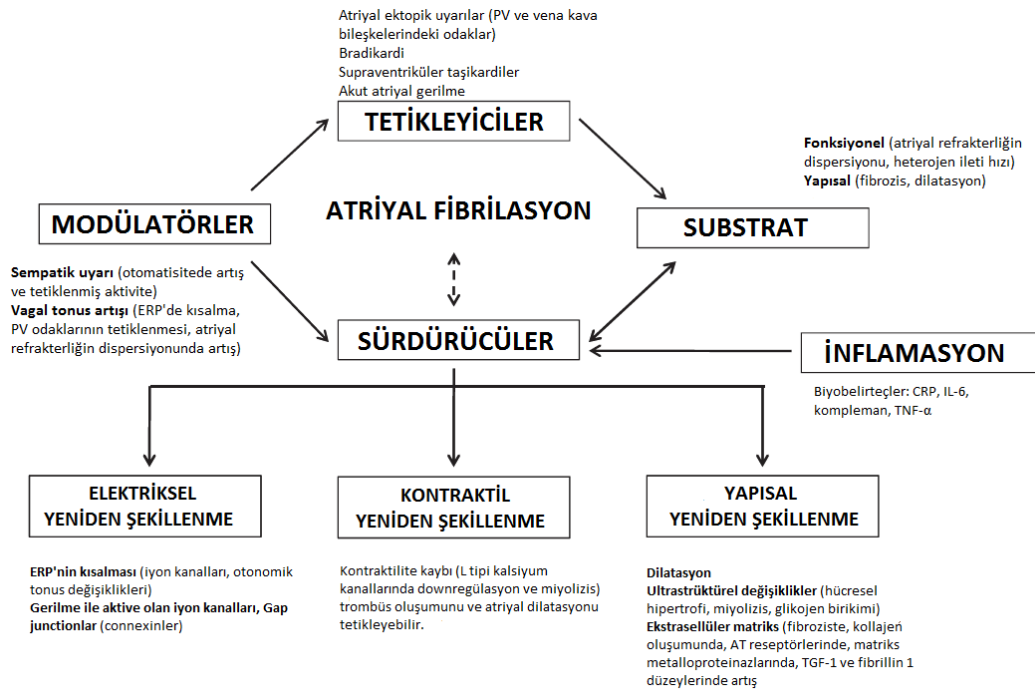 Atriyal ektopik uyarılar (PV ve vena kava
bileşkelerindeki odaklar)
Bradikardi
Supraventriküler taşikardiler
Akut atriyal gerilme
TETİKLEYİCİLER
Fonksiyonel (atriyal refrakterliğin
dispersiyonu, heterojen ileti hızı)
Yapısal (fibrozis, dilatasyon)
MODÜLATÖRLER
ATRİYAL FİBRİLASYON
SUBSTRAT
Sempatik uyarı (otomatisitede artış
ve tetiklenmiş aktivite)
Vagal tonus artışı (ERP'de kısalma,
PV odaklarının tetiklenmesi, atriyal
refrakterliğin dispersiyonunda artış)
SÜRDÜRÜCÜLER
İNFLAMASYON
Biyobelirteçler: CRP, IL-6,
kompleman, TNF-α
ELEKTRİKSEL
YENİDEN ŞEKİLLENME
KONTRAKTİL
YENİDEN ŞEKİLLENME
YAPISAL
YENİDEN ŞEKİLLENME
ERP'nin kısalması (iyon kanalları, otonomik
tonus değişiklikleri)
Gerilme ile aktive olan iyon kanalları, Gap
junctionlar (connexinler)
Kontraktilite kaybı (L tipi kalsiyum
kanallarında downregülasyon ve miyolizis)
trombüs oluşumunu ve atriyal dilatasyonu
tetikleyebilir.
Dilatasyon
Ultrastrüktürel değişiklikler (hücresel
hipertrofi, miyolizis, glikojen birikimi)
Ekstrasellüler matriks (fibroziste, kollajen
oluşumunda, AT reseptörlerinde, matriks
metalloproteinazlarında, TGF-1 ve fibrillin 1
düzeylerinde artış